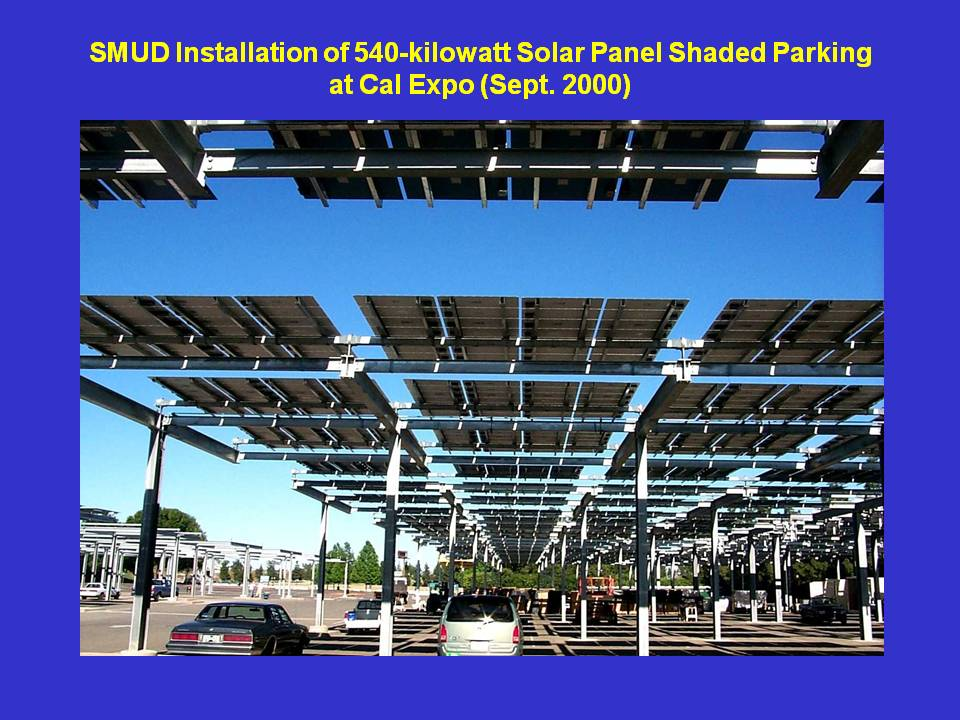 SMUD Installation of 540-kilowatt Solar Panel Shaded Parking
at Cal Expo (Sept. 2000)